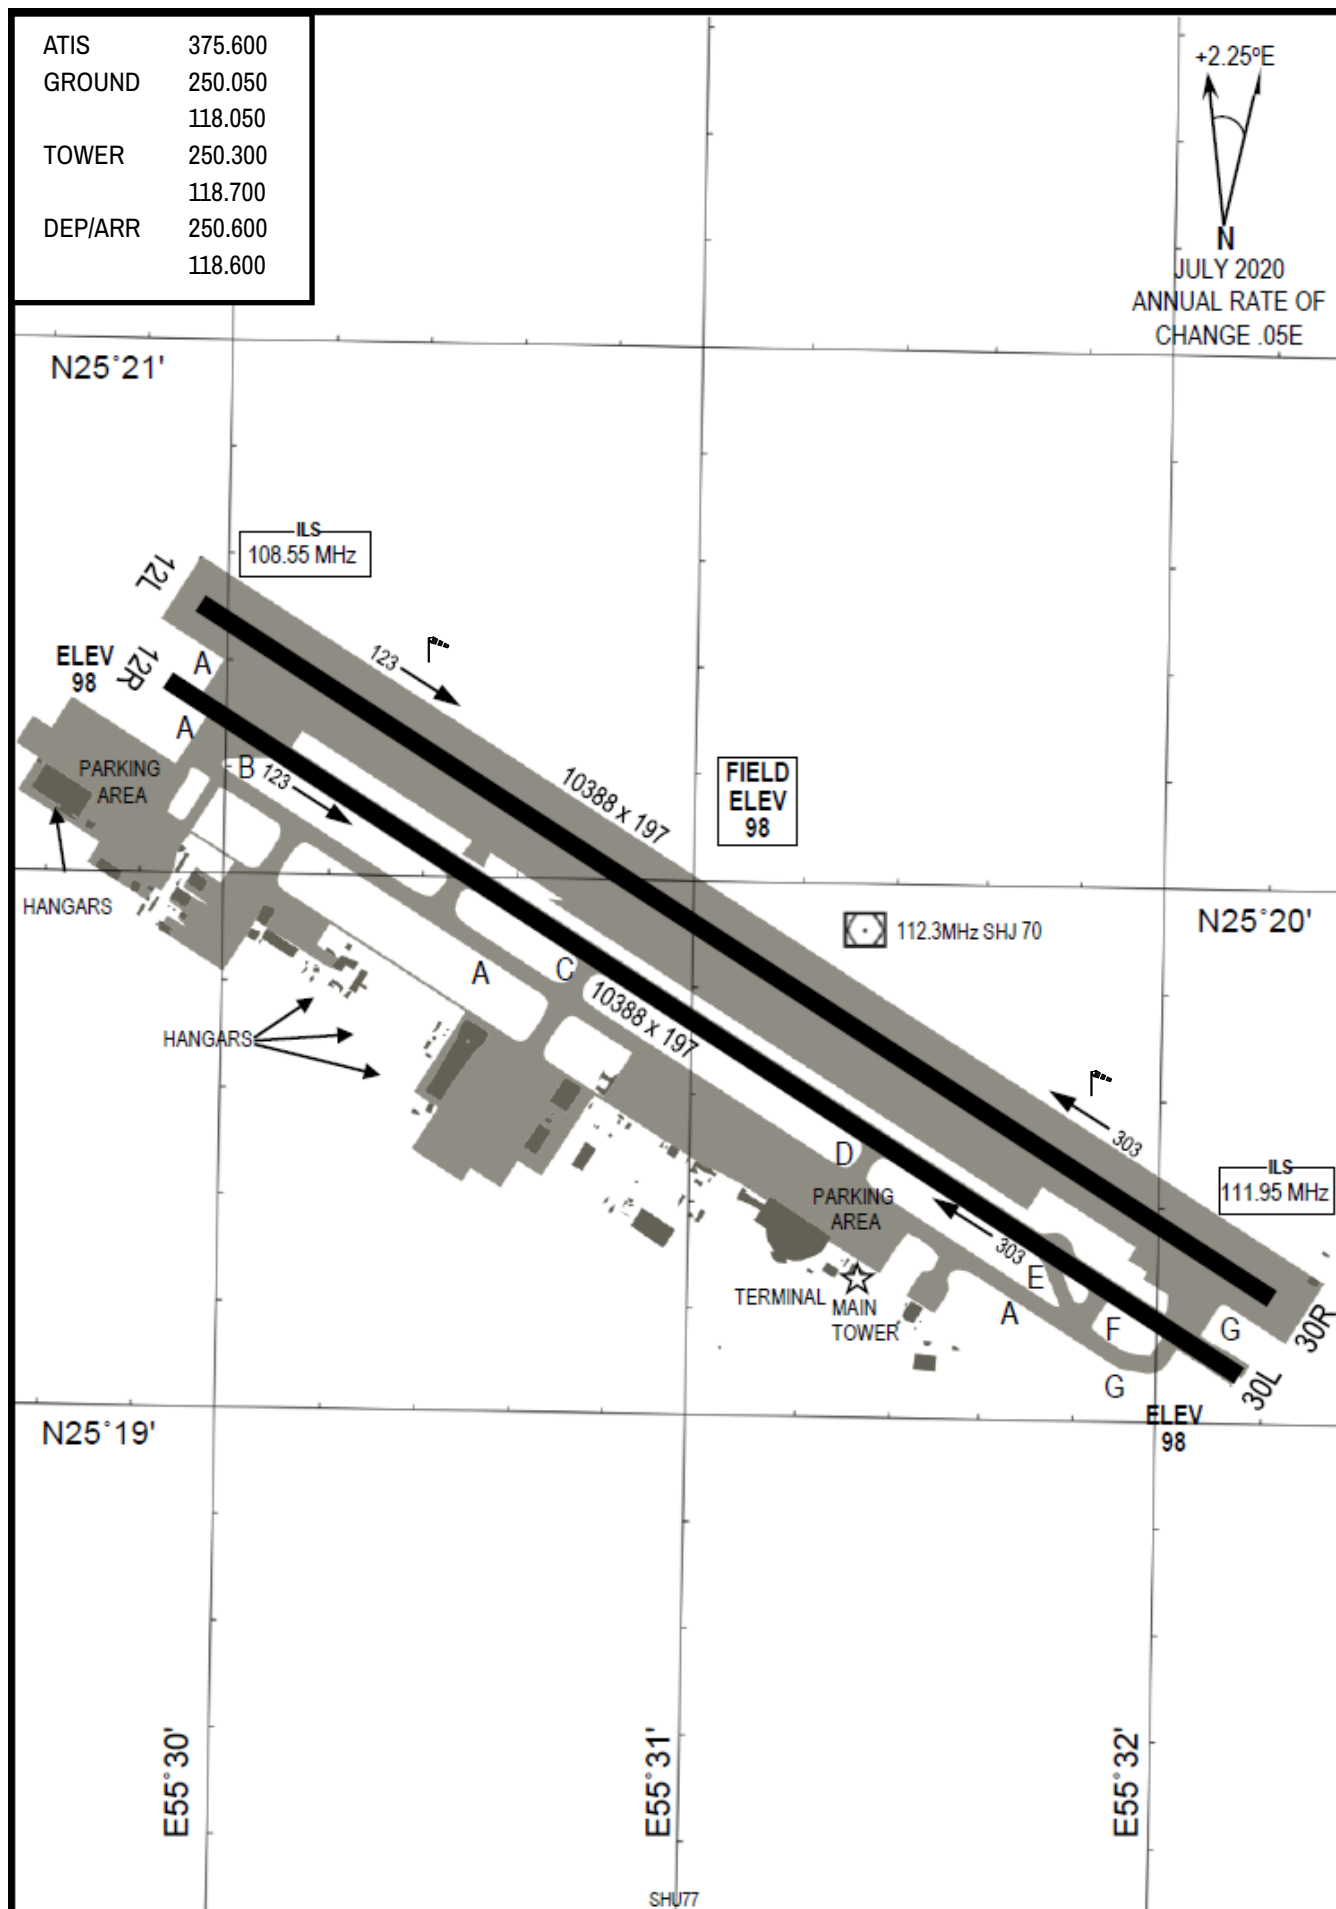 ATIS 375.600
GROUND 250.050
118.050
TOWER 250.300
118.700
DEP/ARR 250.600
118.600
+2.25°E
N
JULY 2020
ANNUAL RATE OF
CHANGE .05E
N25°21'
ILS
108.55 MHz
12L
123
ELEV
98
12R
A
A
B
123
PARKING
AREA
10388 x 197
FIELD
ELEV
98
HANGARS
N25°20'
112.3MHz SHJ 70
A
C
10388 x 197
HANGARS
303
D
ILS
111.95 MHz
PARKING
AREA
303
E
TERMINAL
MAIN
TOWER
A
F
G
30R
G
30L
ELEV
98
N25°19'
E55°30'
E55°31'
E55°32'
SHU77